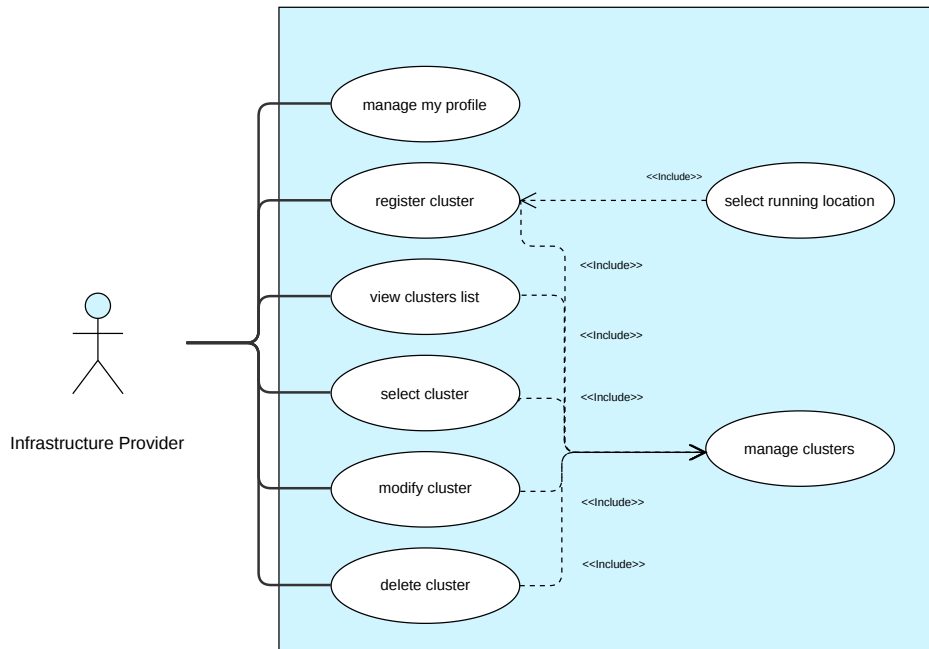 manage my profile
<<Include>>
register cluster
select running location
<<Include>>
view clusters list
<<Include>>
select cluster
<<Include>>
Infrastructure Provider
manage clusters
modify cluster
<<Include>>
<<Include>>
delete cluster